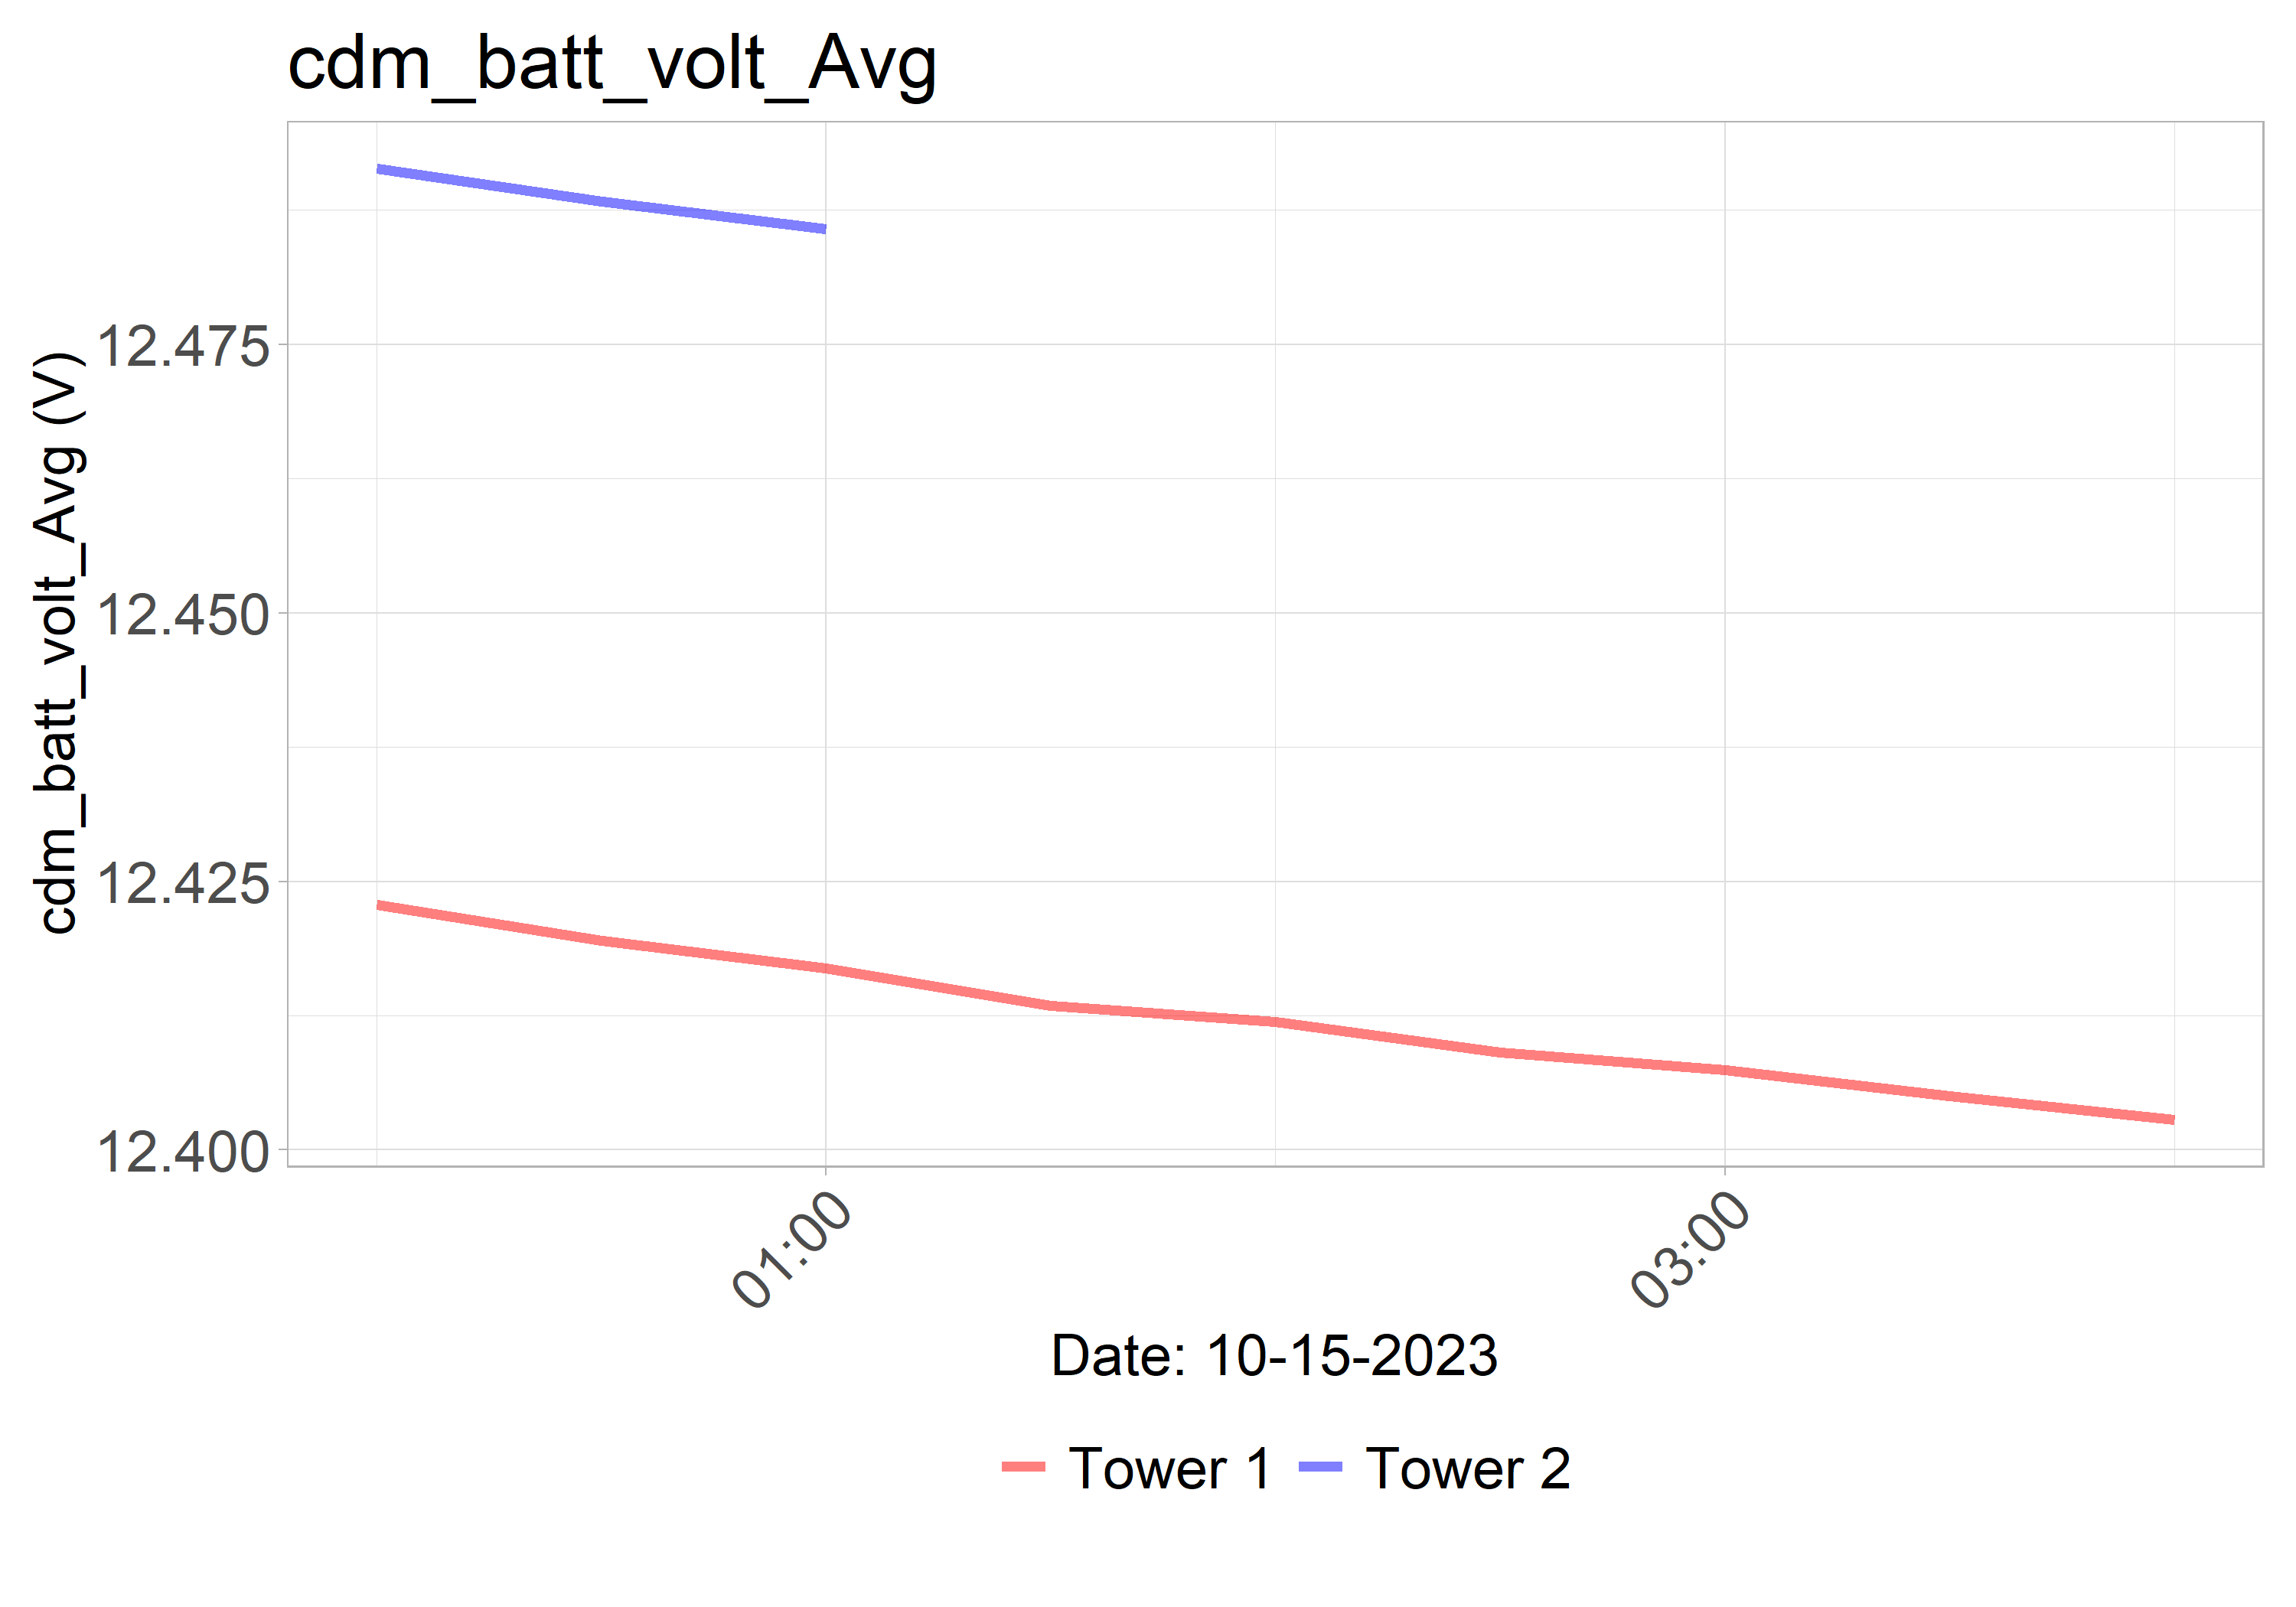 cdm_batt_volt_Avg
cdm_batt_volt_Avg (V)
12.475
12.450
12.425
12.400
01:00
03:00
Date: 10-15-2023
Tower 1
Tower 2